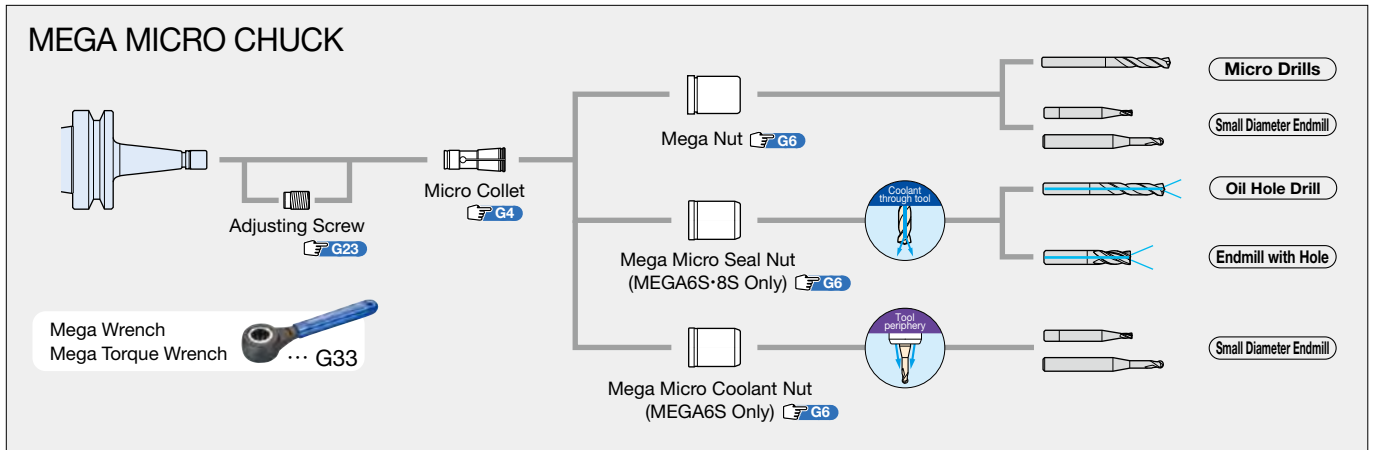 MEGA MICRO CHUCK
Adjusting Screw
G23
Micro Collet
G4
Mega Nut G6
Micro Drills
Small Diameter Endmill
Mega Micro Seal Nut
(MEGA6S•8S Only) G6
Coolant
through tool
Oil Hole Drill
Endmill with Hole
Mega Micro Coolant Nut
(MEGA6S Only) G6
Tool
periphery
Small Diameter Endmill
Mega Wrench
Mega Torque Wrench ··· G33